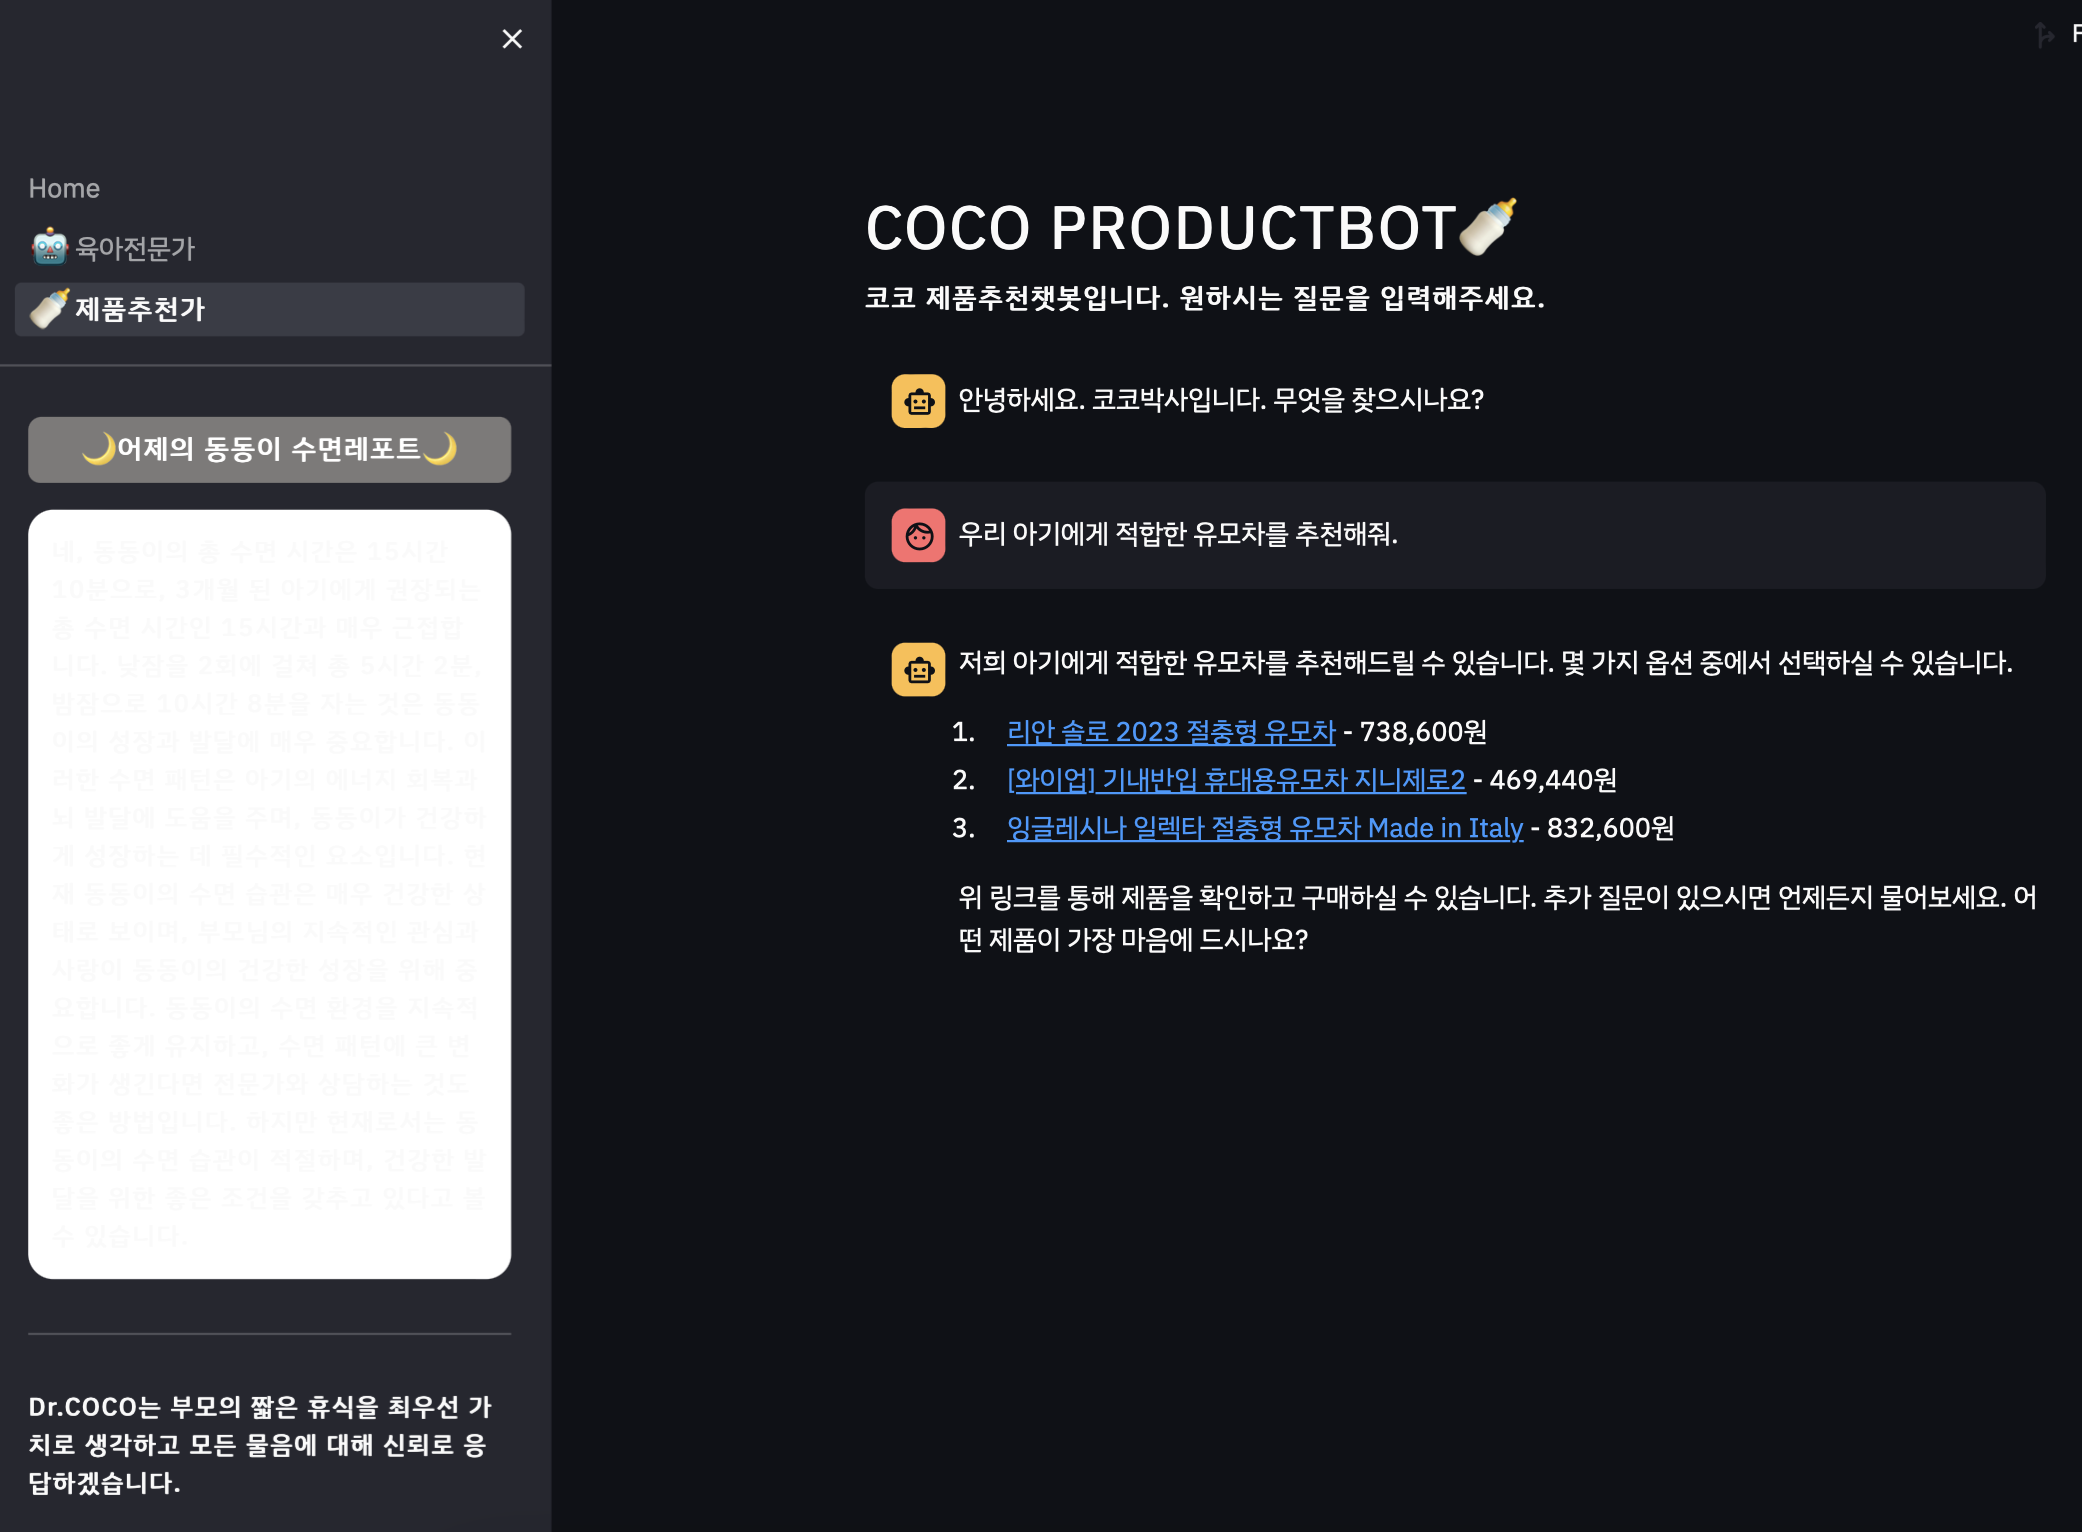 Home
육아전문가
제품추천가
어제의 동동이 수면레포트
네, 동동이의 총 수면 시간은 15시간
10분으로, 3개월 된 아기에게 권장되는
총 수면 시간인 15시간과 매우 근접합
니다. 낮잠을 2회에 걸쳐 총 5시간 2분,
밤잠으로 10시간 8분을 자는 것은 동동
이의 성장과 발달에 매우 중요합니다. 이
러한 수면 패턴은 아기의 에너지 회복과
뇌 발달에 도움을 주며, 동동이가 건강하
게 성장하는 데 필수적인 요소입니다. 현
재 동동이의 수면 습관은 매우 건강한 상
태로 보이며, 부모님의 지속적인 관심과
사랑이 동동이의 건강한 성장을 위해 중
요합니다. 동동이의 수면 환경을 지속적
으로 좋게 유지하고, 수면 패턴에 큰 변
화가 생긴다면 전문가와 상담하는 것도
좋은 방법입니다. 하지만 현재로서는 동
동이의 수면 습관이 적절하며, 건강한 발
달을 위한 좋은 조건을 갖추고 있다고 볼
수 있습니다.
Dr.COCO는 부모의 짧은 휴식을 최우선 가
치로 생각하고 모든 물음에 대해 신뢰로 응
답하겠습니다.
COCO PRODUCTBOT
코코 제품추천챗봇입니다. 원하시는 질문을 입력해주세요.
안녕하세요. 코코박사입니다. 무엇을 찾으시나요?
우리 아기에게 적합한 유모차를 추천해줘.
저희 아기에게 적합한 유모차를 추천해드릴 수 있습니다. 몇 가지 옵션 중에서 선택하실 수 있습니다.
1. 리안 솔로 2023 절충형 유모차 - 738,600원
2. [와이업] 기내반입 휴대용유모차 지니제로2 - 469,440원
3. 잉글레시나 일렉타 절충형 유모차 Made in Italy - 832,600원
위 링크를 통해 제품을 확인하고 구매하실 수 있습니다. 추가 질문이 있으시면 언제든지 물어보세요. 어
떤 제품이 가장 마음에 드시나요?